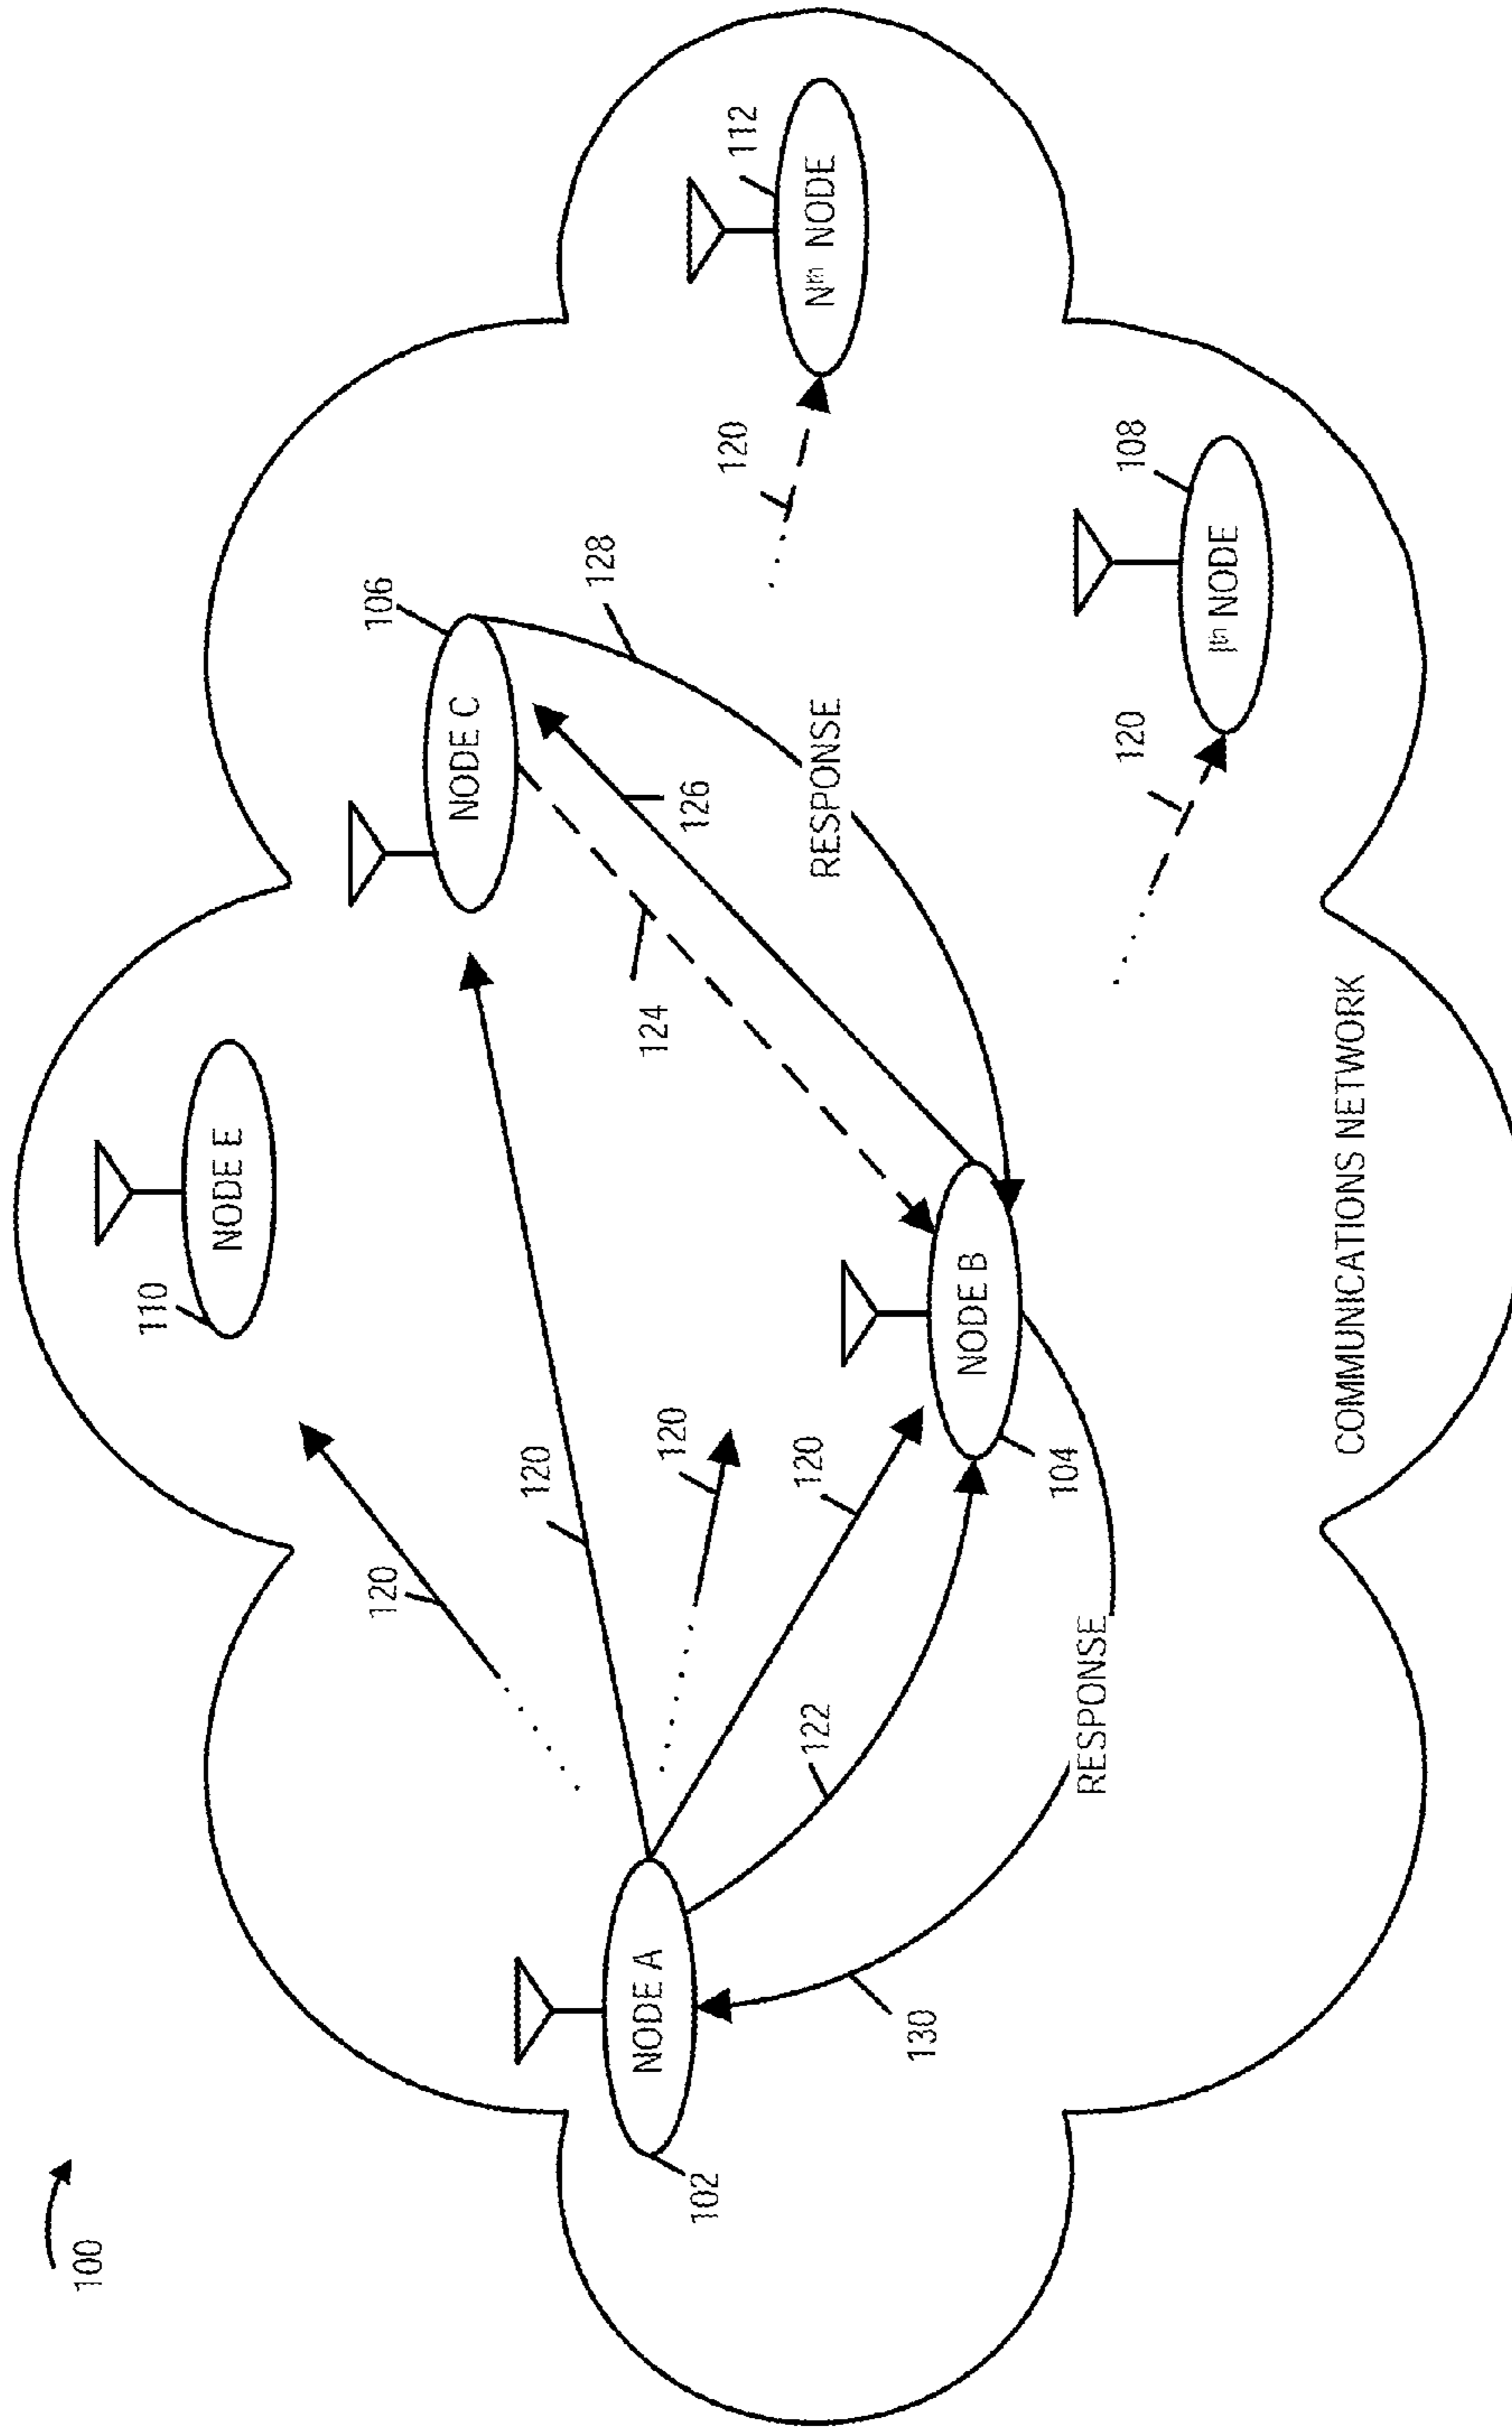 100
110
NODE E
106
NODE C
120
112
Nth NODE
120
120
128
126
124
120
RESPONSE
120
108
Ith NODE
120
NODE A
102
122
NODE B
104
130
RESPONSE
COMMUNICATIONS NETWORK